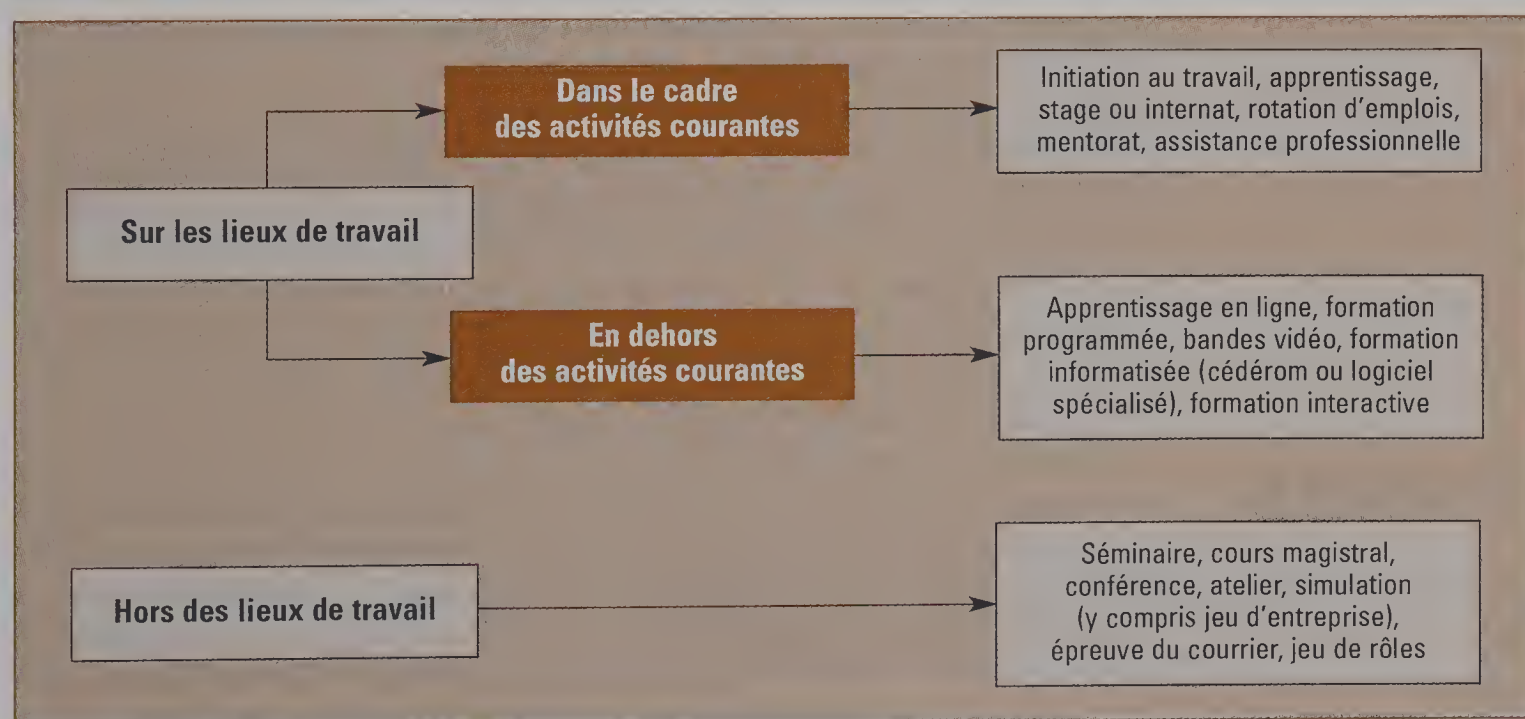 Dans le cadre
des activités courantes
Initiation au travail, apprentissage,
stage ou internat, rotation d'emplois,
mentorat, assistance professionnelle
Sur les lieux de travail
En dehors
des activités courantes
Apprentissage en ligne, formation
programmée, bandes vidéo, formation
informatisée (cédérom ou logiciel
spécialisé), formation interactive
Hors des lieux de travail
Séminaire, cours magistral,
conférence, atelier, simulation
(y compris jeu d'entreprise),
épreuve du courrier, jeu de rôles